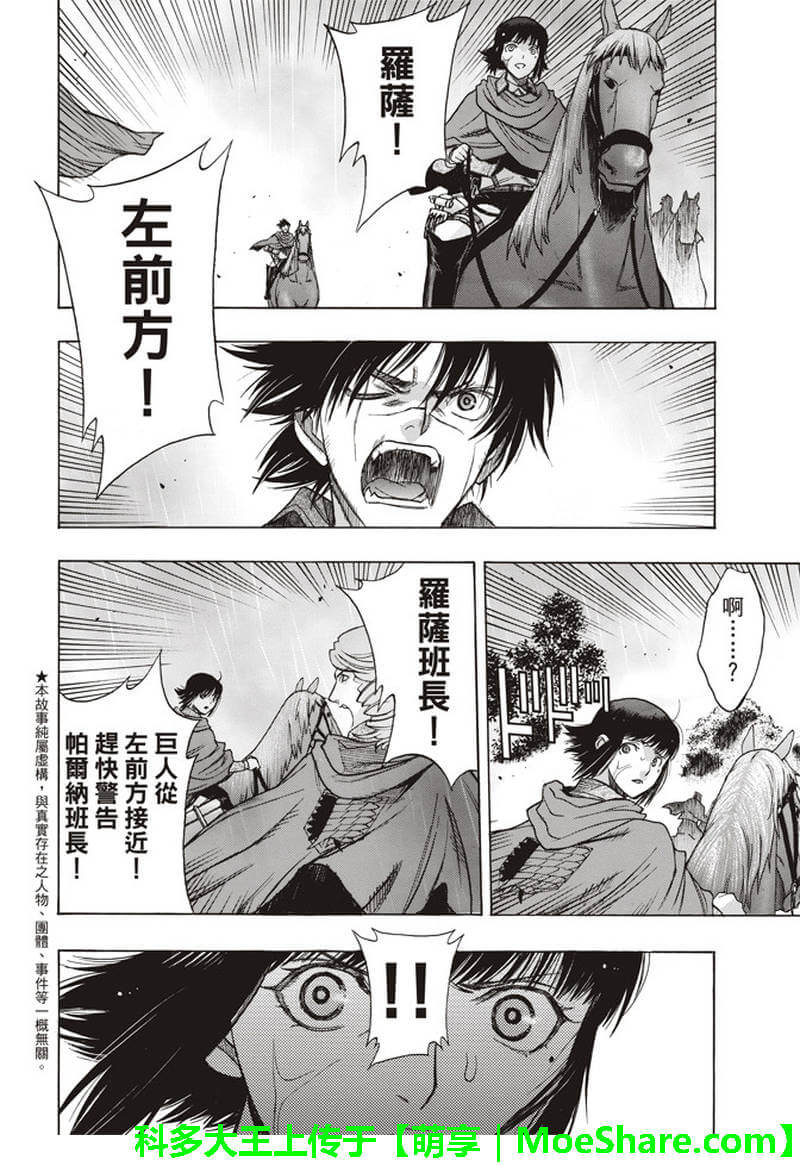 羅薩！
左前方！
啊
……？
羅薩班長！
巨人從
左前方接近！
趕快警告
帕爾納班長！
ドドドッ
！！
★本故事純屬虛構，與真實存在之人物、團體、事件等一概無關。
科多大王上传于【萌享｜MoeShare.com】